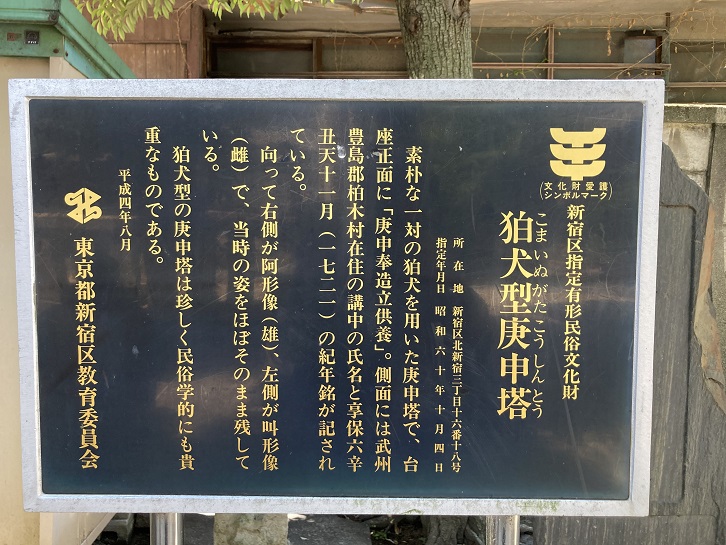 文化財愛護
シンボルマーク
新宿区指定有形民俗文化財
こま いぬがた こう しん とう
狛犬型庚申塔
所在地 新宿区北新宿三丁目十六番十八号
指定年月日 昭和六十年十月四日
素朴な一対の狛犬を用いた庚申塔で、台
座正面に「庚申奉造立供養」。側面には武州
豊島郡柏木村在住の講中の氏名と享保六辛
丑天十一月（一七二一）の紀年銘が記され
ている。
向って右側が阿形像（雄）、左側が吽形像
（雌）で、当時の姿をほぼそのまま残して
いる。
狛犬型の庚申塔は珍しく民俗学的にも貴
重なものである。
平成四年八月
東京都新宿区教育委員会